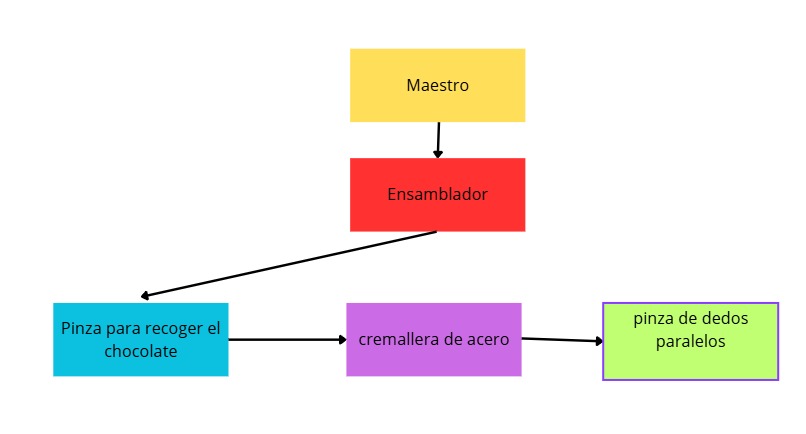 Maestro
Ensamblador
Pinza para recoger el
chocolate
cremallera de acero
pinza de dedos
paralelos